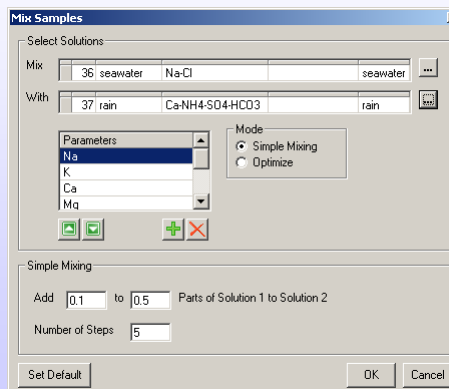 Mix Samples
Select Solutions
Mix 36 seawater Na-Cl seawater ...
With 37 rain Ca-NH4-SO4-HCO3 rain ...
Parameters
Na
K
Ca
Mg
Mode
Simple Mixing
Optimize
Simple Mixing
Add 0.1 to 0.5 Parts of Solution 1 to Solution 2
Number of Steps 5
Set Default OK Cancel